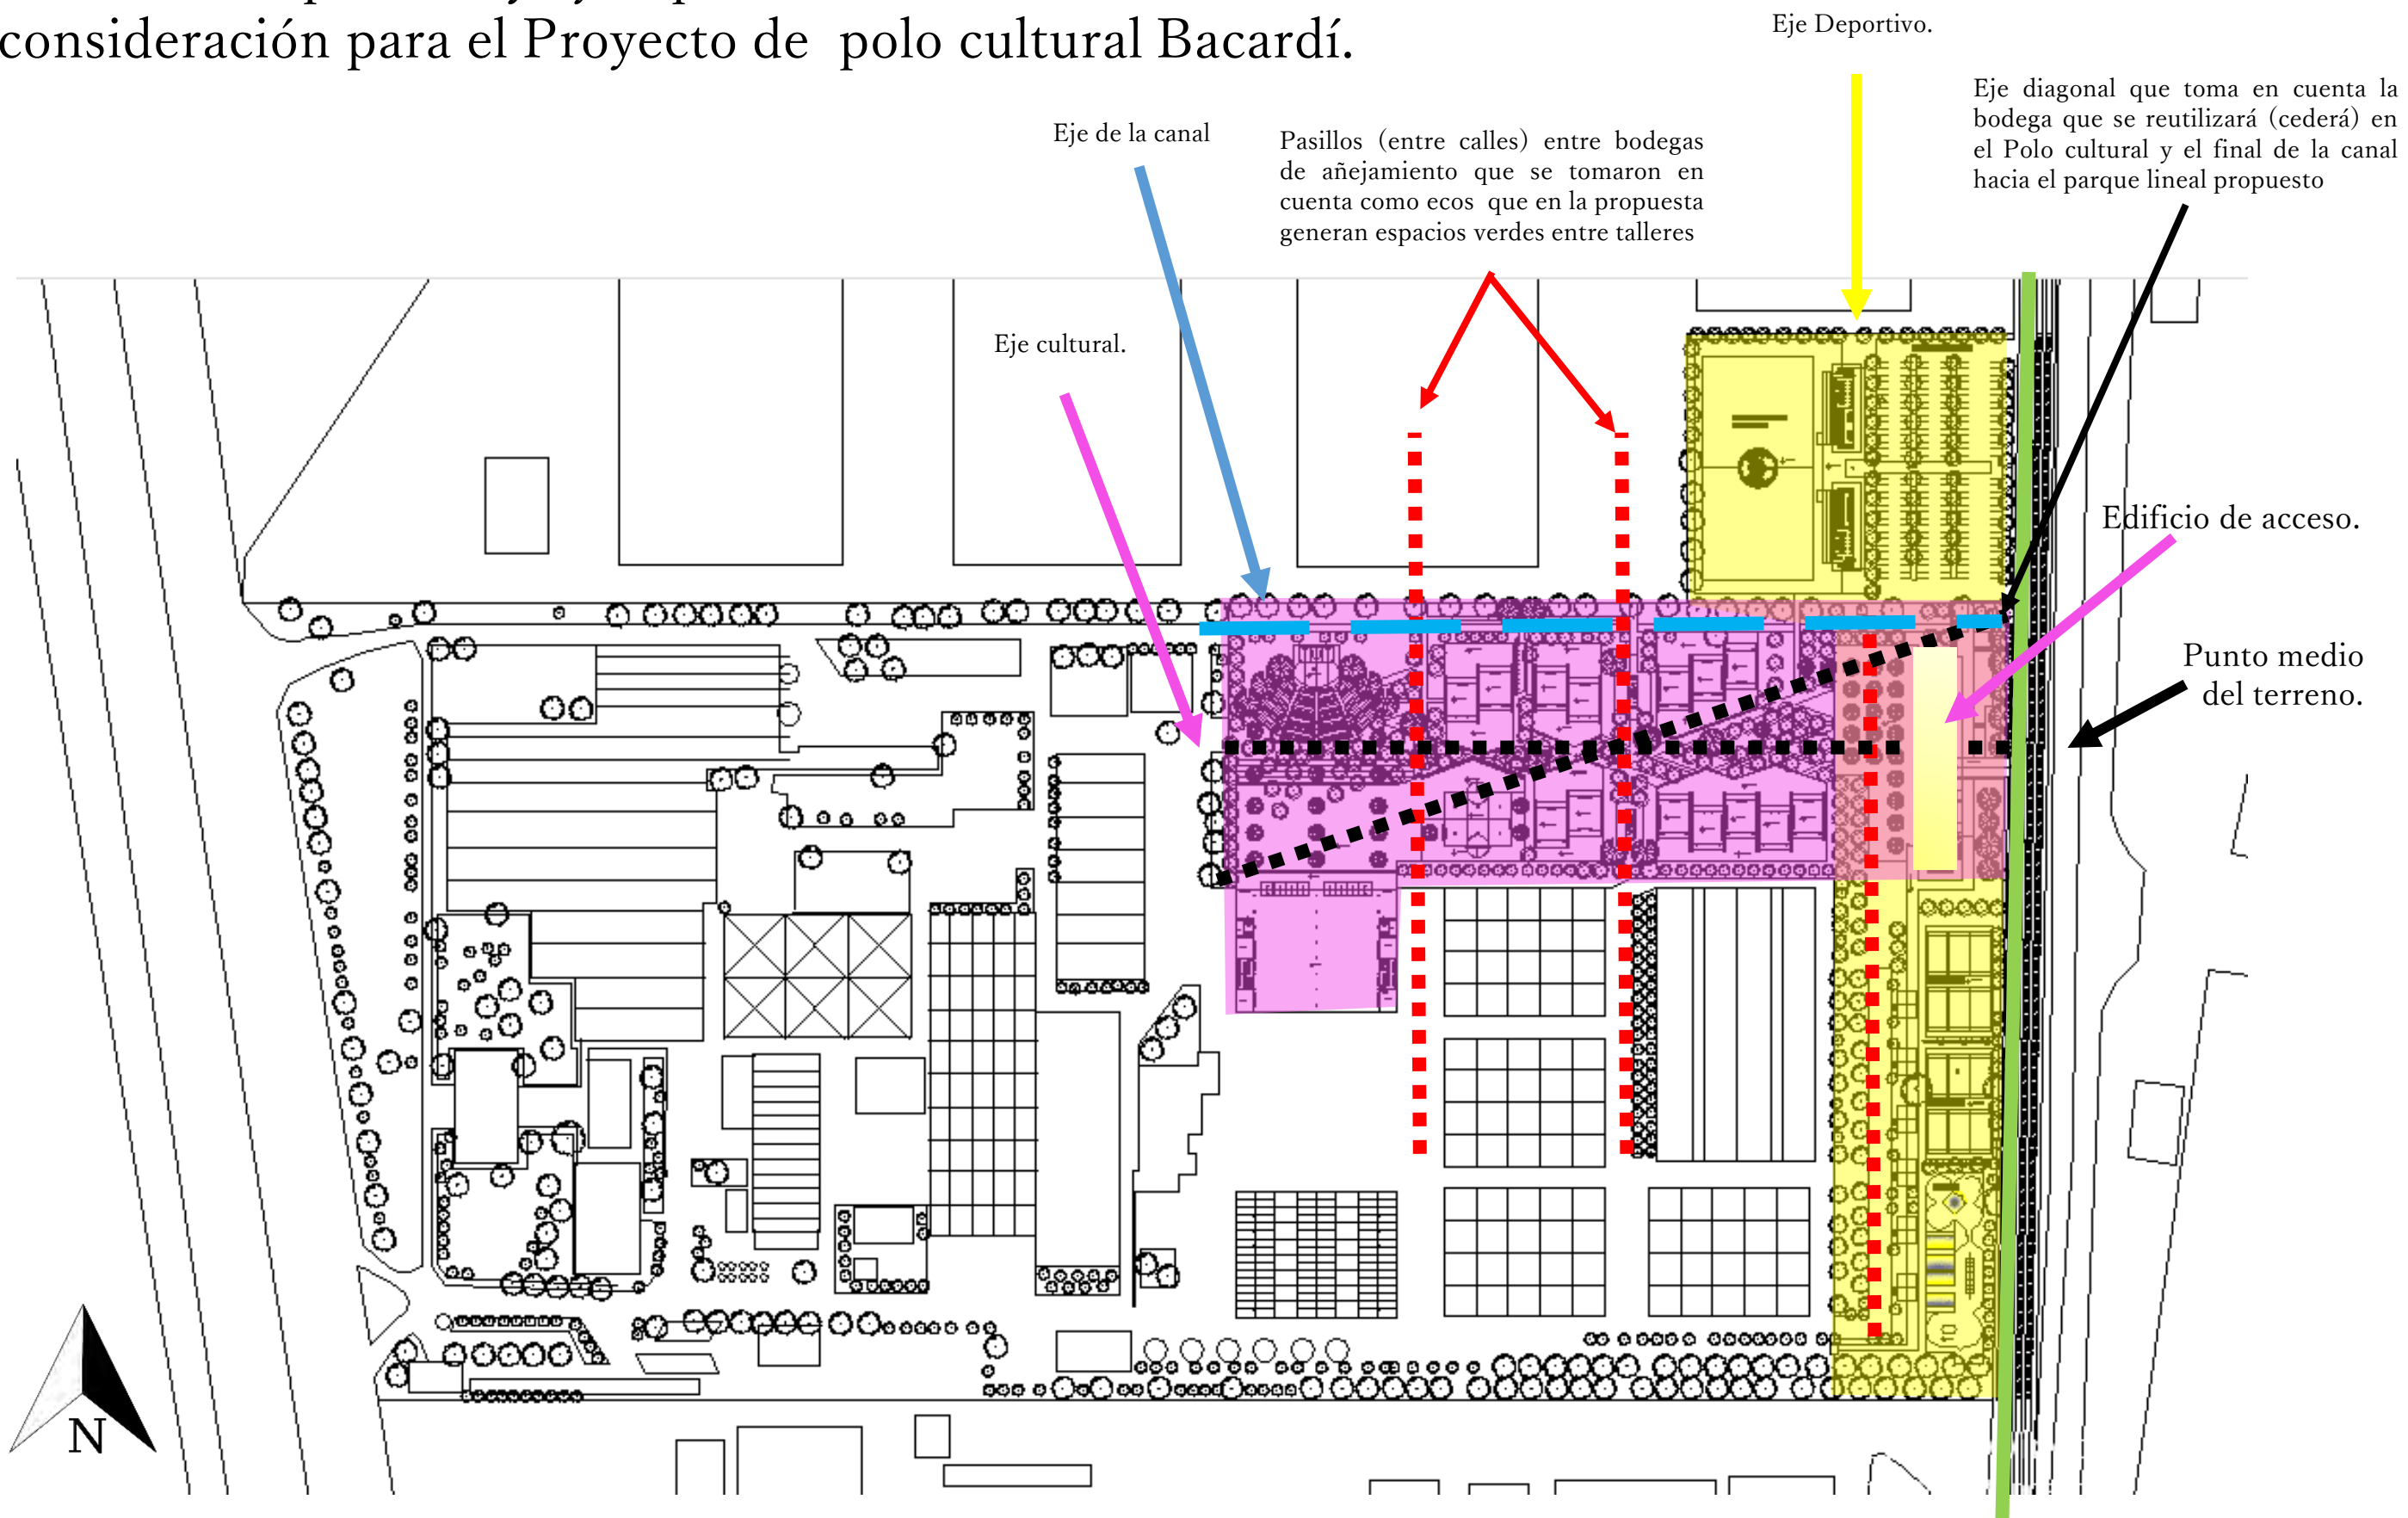 consideración para el Proyecto de polo cultural Bacardí.
Eje Deportivo.
Eje diagonal que toma en cuenta la
bodega que se reutilizará (cederá) en
el Polo cultural y el final de la canal
hacia el parque lineal propuesto
Eje de la canal
Pasillos (entre calles) entre bodegas
de añejamiento que se tomaron en
cuenta como ecos que en la propuesta
generan espacios verdes entre talleres
Eje cultural.
Edificio de acceso.
Punto medio
del terreno.
N